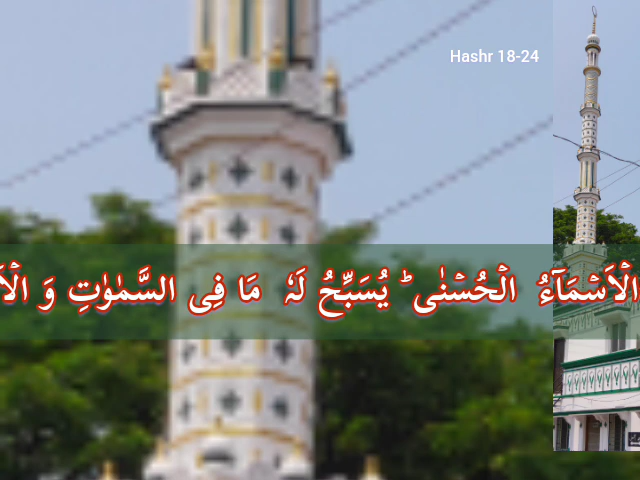 Hashr 18-24
الۡاَسۡمَآءُ الۡحُسۡنٰىؕ يُسَبِّحُ لَهٗ مَا فِى السَّمٰوٰتِ وَ